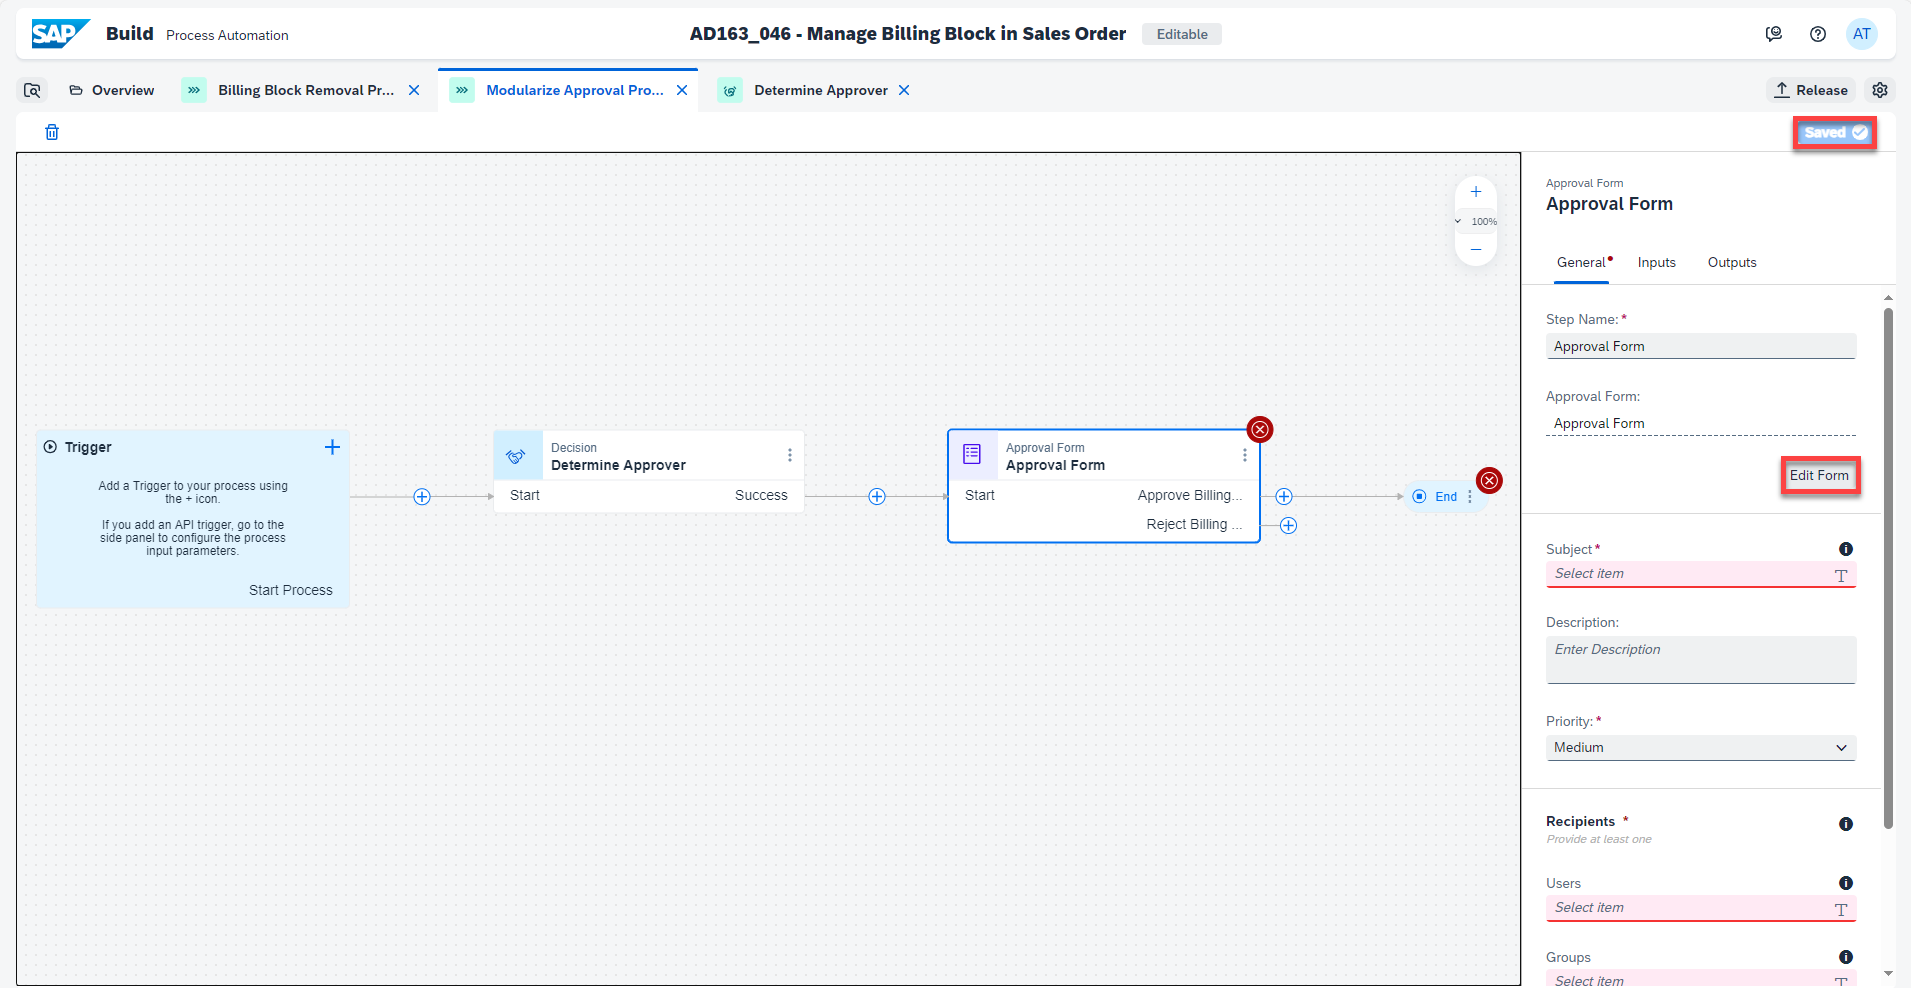 SAP Build Process Automation
AD163_046 - Manage Billing Block in Sales Order Editable
AT
Overview
Billing Block Removal Pr...
Modularize Approval Pro...
Determine Approver
Release
Saved
100%
Trigger
Add a Trigger to your process using
the + icon.
If you add an API trigger, go to the
side panel to configure the process
input parameters.
Start Process
Decision
Determine Approver
Start Success
Approval Form
Approval Form
Start Approve Billing...
Reject Billing ...
End
Approval Form
Approval Form
General Inputs Outputs
Step Name: *
Approval Form
Approval Form:
Approval Form
Edit Form
Subject *
Select item
Description:
Enter Description
Priority: *
Medium
Recipients *
Provide at least one
Users
Select item
Groups
Select item